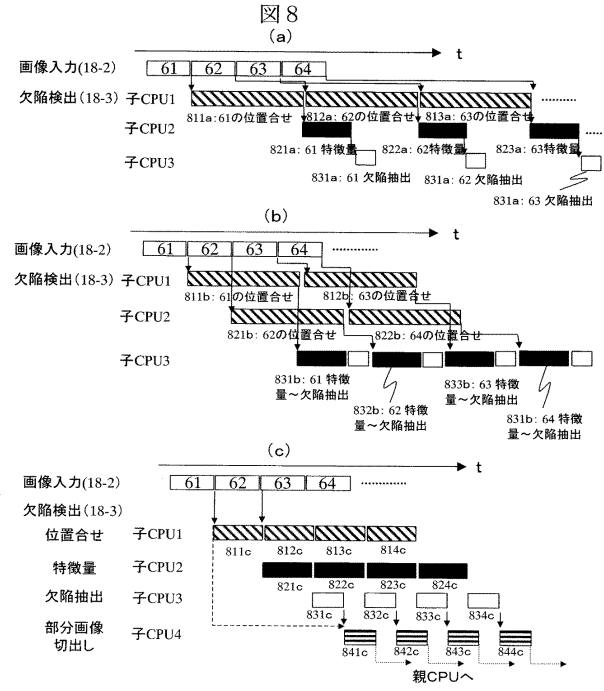 図８
(a)
t
画像入力(18-2)
61 62 63 64
欠陥検出(18-3) 子CPU1
811a: 61の位置合せ 812a: 62の位置合せ 813a: 63の位置合せ
子CPU2
821a: 61 特徴量 822a: 62特徴量 823a: 63特徴量
子CPU3
831a: 61 欠陥抽出 831a: 62 欠陥抽出
831a: 63 欠陥抽出
(b)
t
画像入力(18-2)
61 62 63 64
欠陥検出(18-3) 子CPU1
811b: 61の位置合せ 812b: 63の位置合せ
子CPU2
821b: 62の位置合せ 822b: 64の位置合せ
子CPU3
831b: 61 特徴
量～欠陥抽出
832b: 62 特徴
量～欠陥抽出
833b: 63 特徴
量～欠陥抽出
831b: 64 特徴
量～欠陥抽出
(c)
t
画像入力(18-2)
61 62 63 64
欠陥検出(18-3)
位置合せ 子CPU1
811c 812c 813c 814c
特徴量 子CPU2
821c 822c 823c 824c
欠陥抽出 子CPU3
831c 832c 833c 834c
部分画像
切出し
子CPU4
841c 842c 843c 844c
親CPUへ